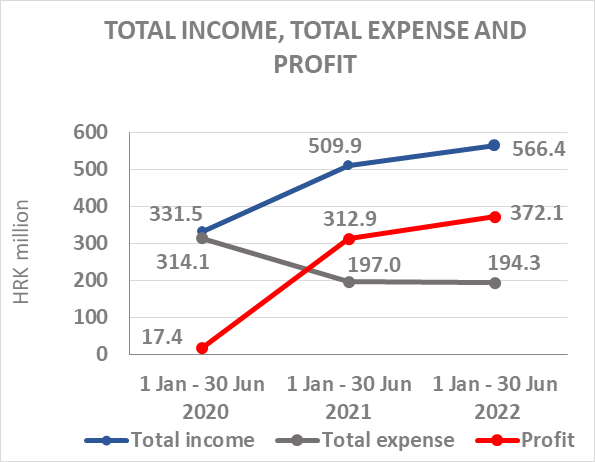 TOTAL INCOME, TOTAL EXPENSE AND
PROFIT
HRK million
600
500
400
300
200
100
0
331.5
509.9
566.4
314.1
197.0
194.3
17.4
312.9
372.1
1 Jan - 30 Jun 1 Jan - 30 Jun 1 Jan - 30 Jun
2020 2021 2022
Total income Total expense Profit